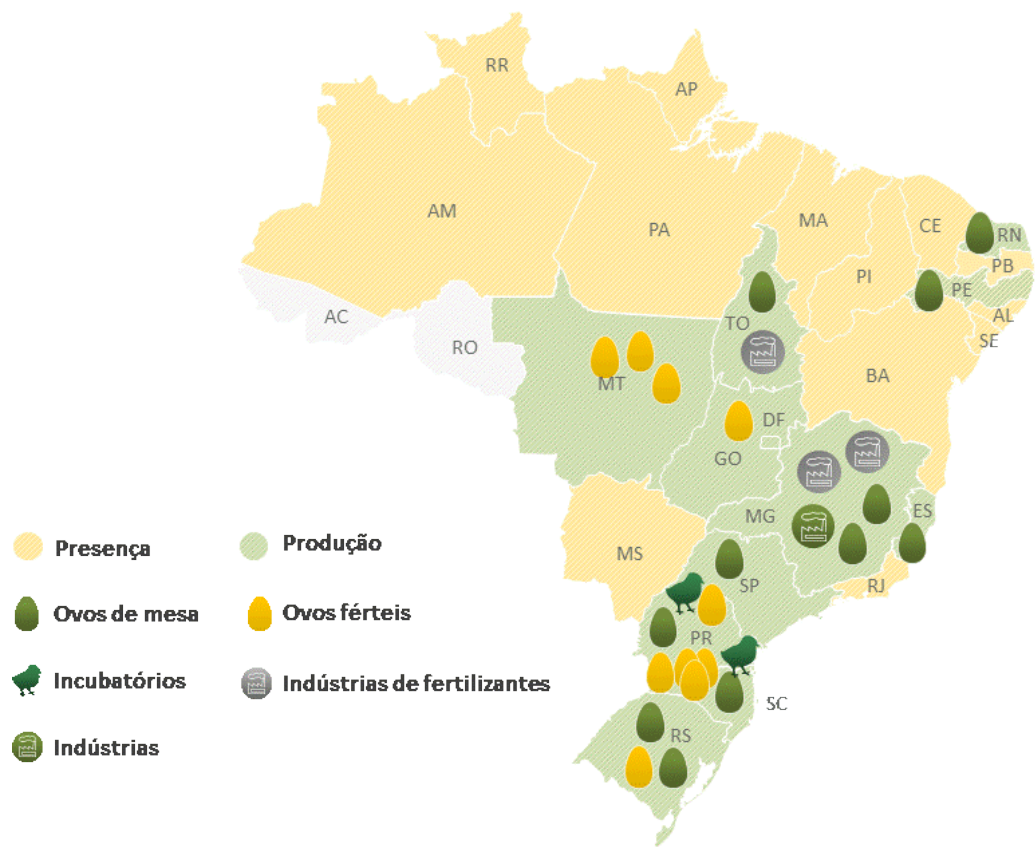 RR
AP
AM
PA
MA
CE
RN
PB
PI
PE
AL
SE
TO
AC
RO
BA
MT
DF
GO
MG
ES
MS
SP
RJ
PR
SC
RS
Presença
Produção
Ovos de mesa
Ovos férteis
Incubatórios
Indústrias de fertilizantes
Indústrias